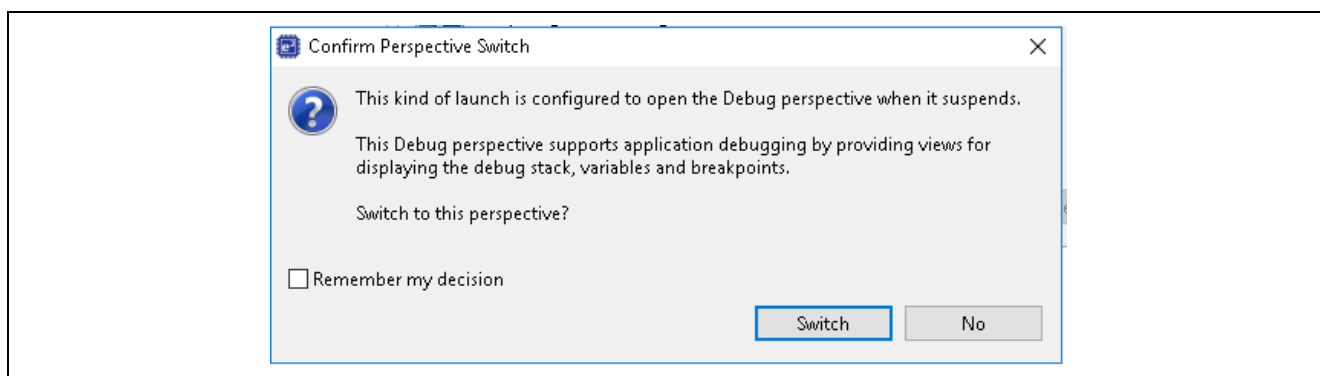 Confirm Perspective Switch
This kind of launch is configured to open the Debug perspective when it suspends.
This Debug perspective supports application debugging by providing views for
displaying the debug stack, variables and breakpoints.
Switch to this perspective?
Remember my decision
Switch No